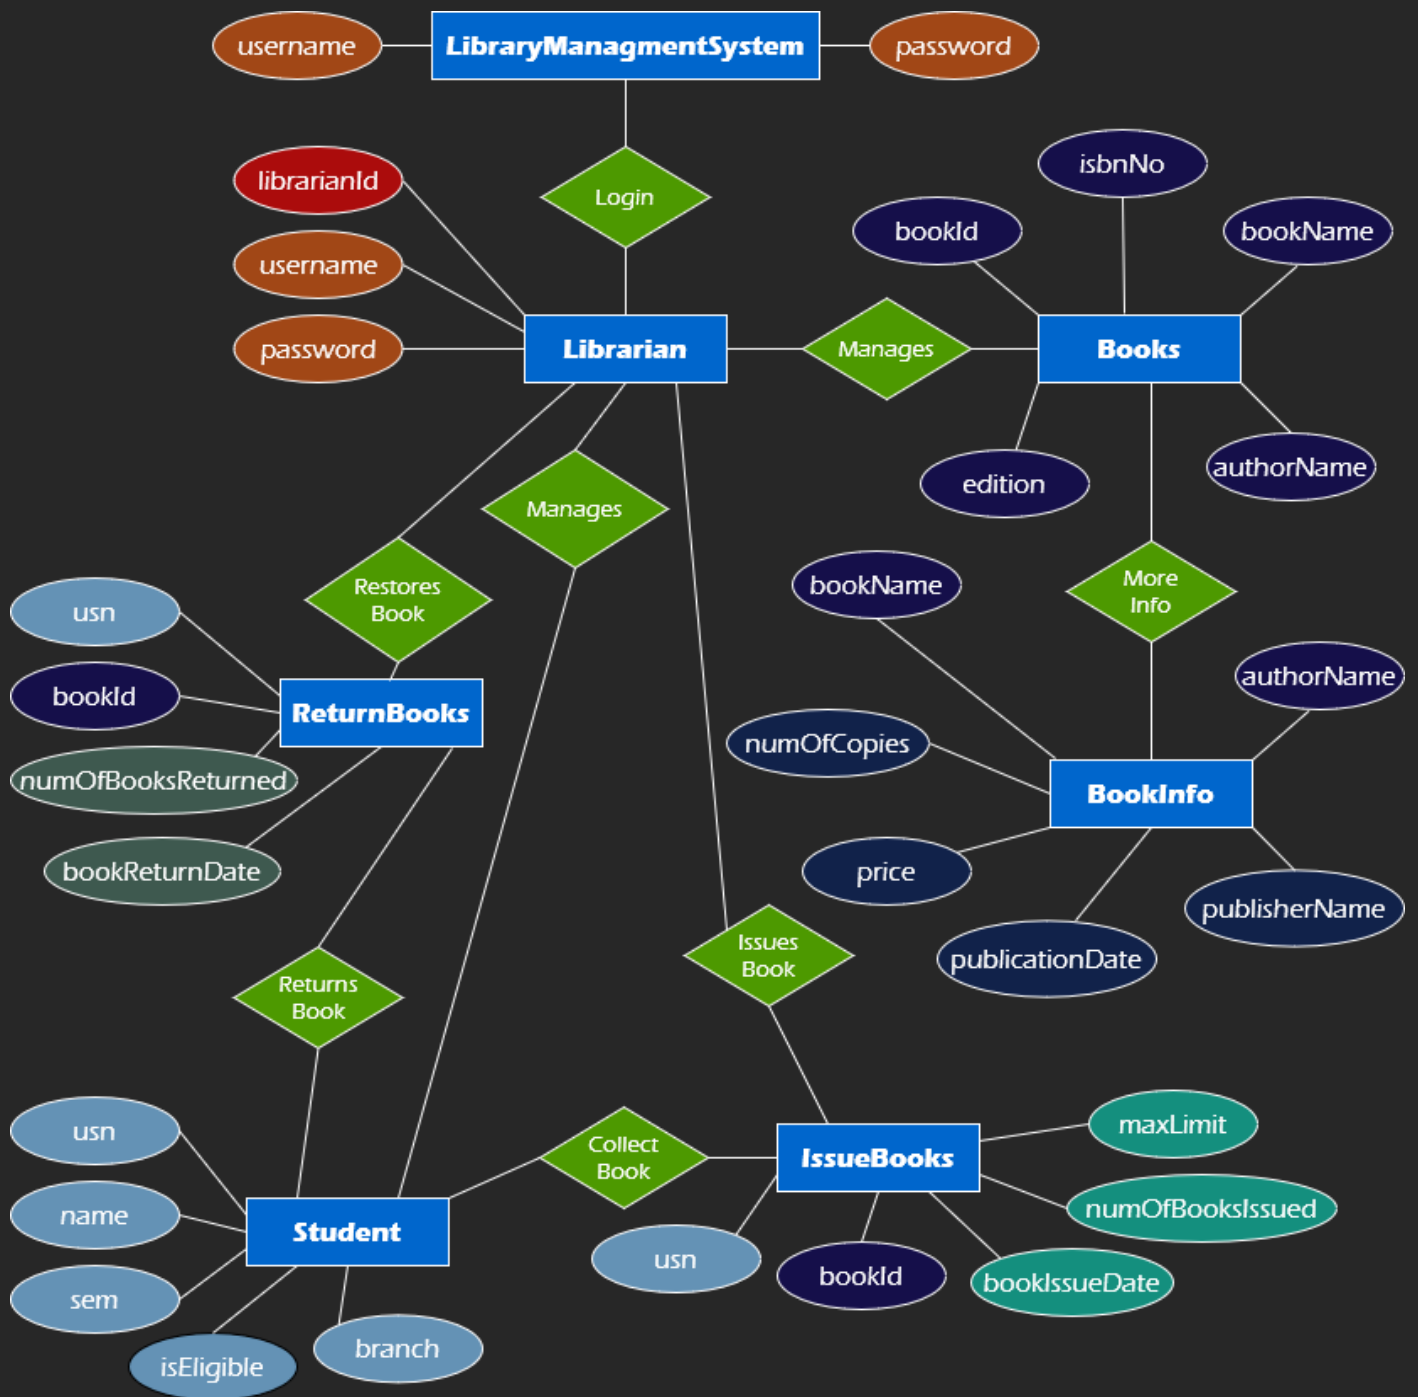 username
LibraryManagmentSystem
password
librarianId
Login
isbnNo
bookId
bookName
username
password
Librarian
Manages
Books
edition
authorName
Manages
Restores
Book
bookName
More
Info
usn
bookId
ReturnBooks
numOfBooksReturned
bookReturnDate
authorName
numOfCopies
BookInfo
price
publisherName
publicationDate
Issues
Book
Returns
Book
usn
name
sem
Student
isEligible
branch
Collect
Book
IssueBooks
maxLimit
numOfBooksIssued
usn
bookId
bookIssueDate